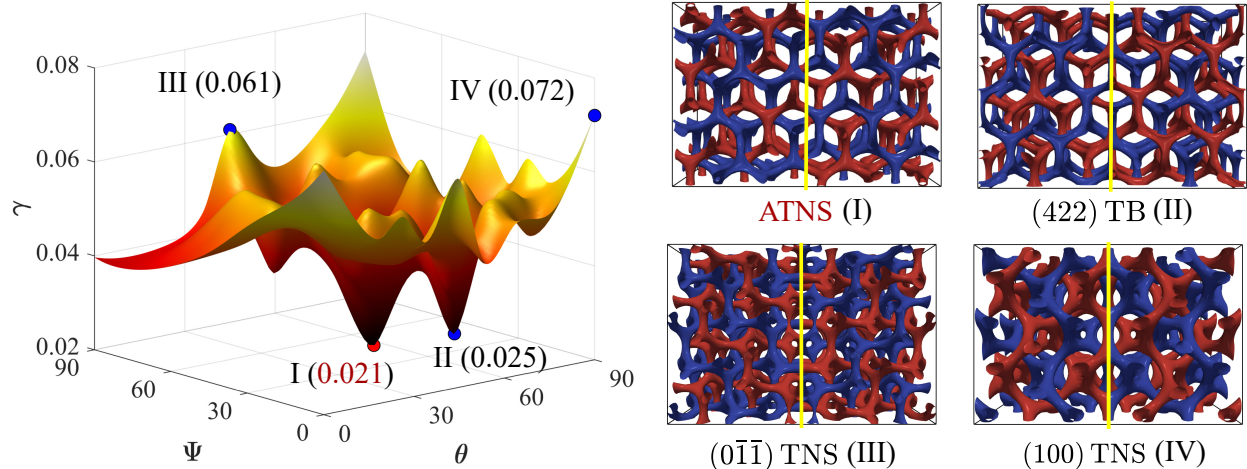 0.08
0.06
0.04
0.02
γ
90
60
30
0
Ψ
0
30
60
90
θ
III (0.061)
IV (0.072)
I (0.021)
II (0.025)
ATNS (I)
(422) TB (II)
(01̄1̄) TNS (III)
(100) TNS (IV)